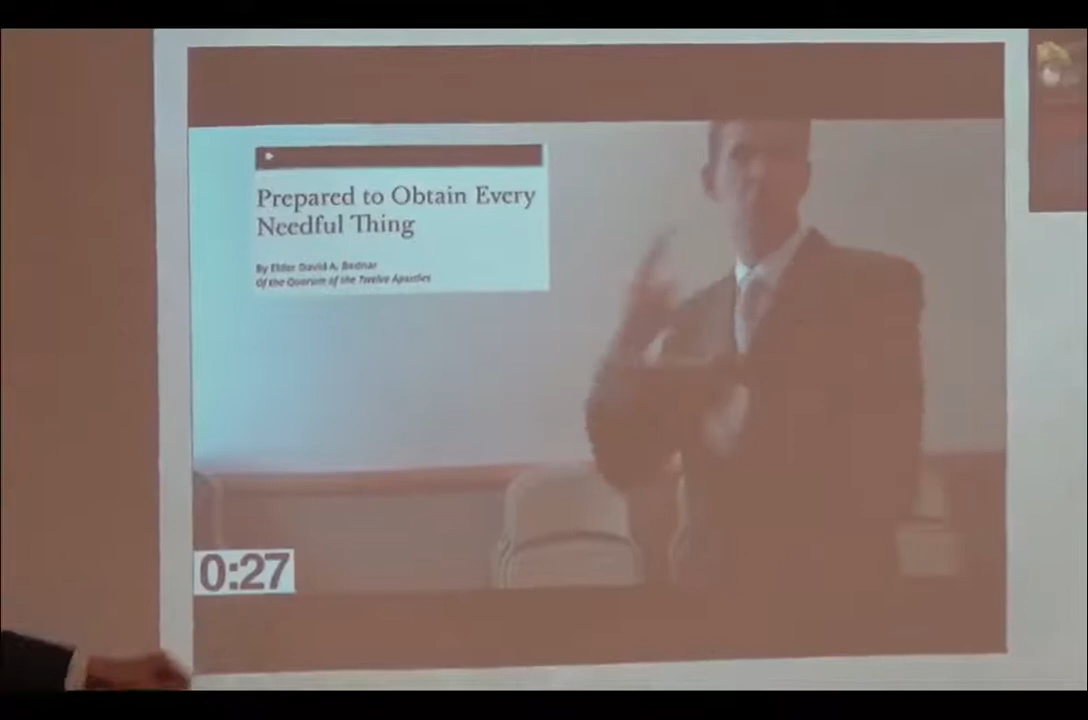 Prepared to Obtain Every
Needful Thing
By Elder David A. Bednar
Of the Quorum of the Twelve Apostles
0:27